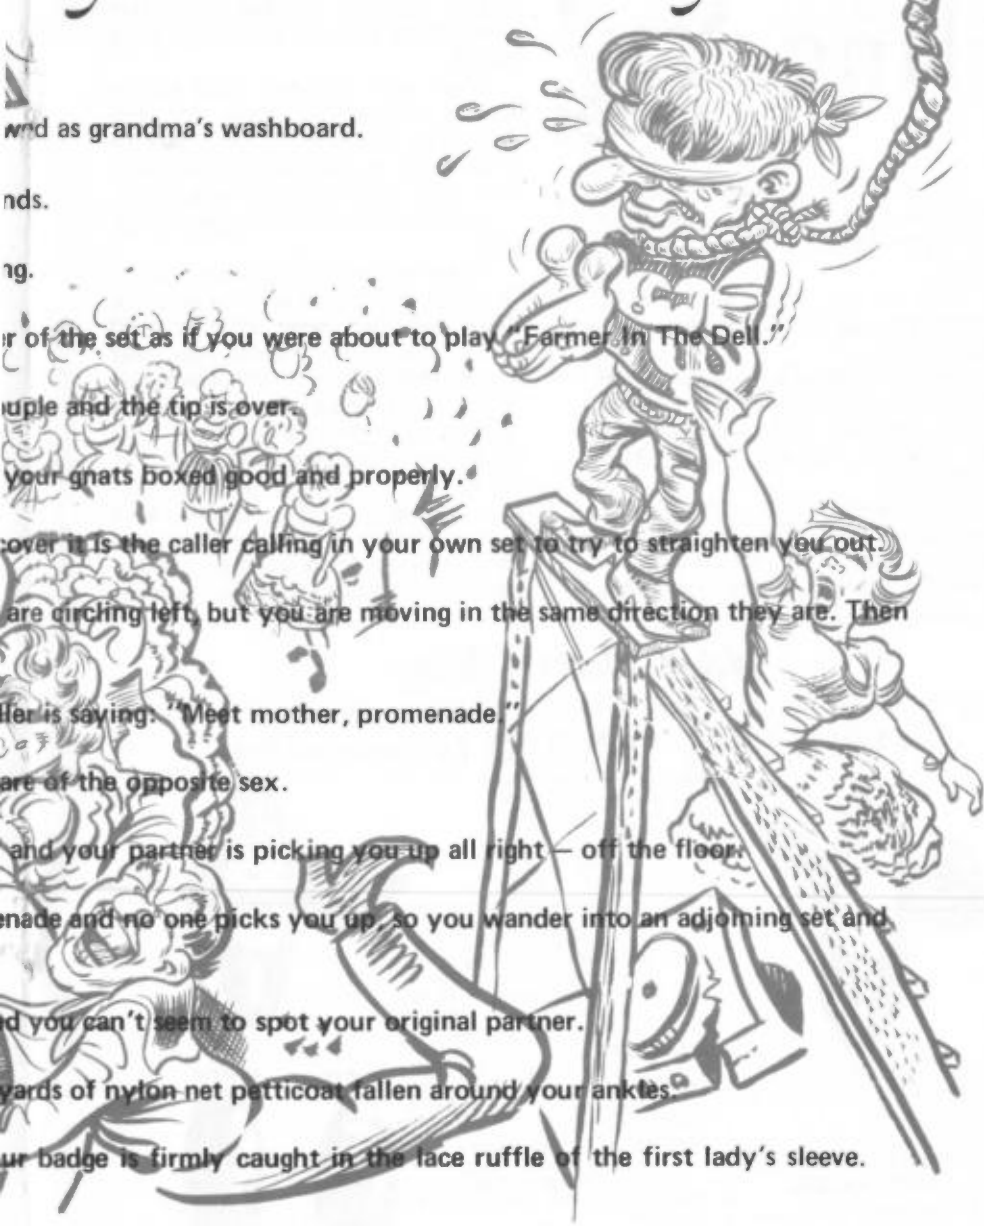 as grandma's washboard.
nds.
ng.
r of the set as if you were about to play "Farmer In The Dell."
uple and the tip is over.
your gnats boxed good and properly.
cover it is the caller calling in your own set to try to straighten you out.
are circling left, but you are moving in the same direction they are. Then
ller is saying: "Meet mother, promenade."
are of the opposite sex.
and your partner is picking you up all right — off the floor.
enade and no one picks you up, so you wander into an adjoining set and
d you can't seem to spot your original partner.
yards of nylon net petticoat fallen around your ankles.
ur badge is firmly caught in the lace ruffle of the first lady's sleeve.